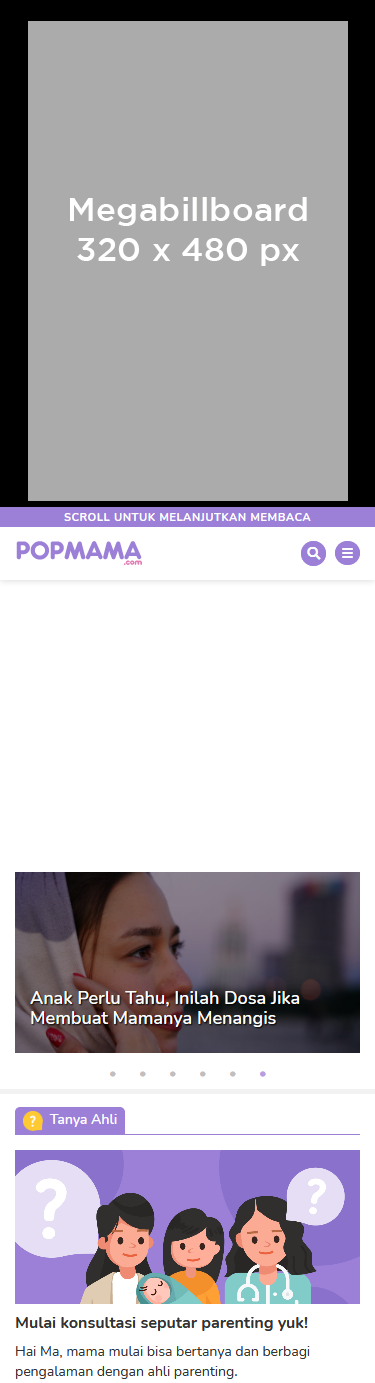 Megabillboard
320 x 480 px
SCROLL UNTUK MELANJUTKAN MEMBACA
POPMAMA
.com
Anak Perlu Tahu, Inilah Dosa Jika
Membuat Mamanya Menangis
? Tanya Ahli
? ?
Mulai konsultasi seputar parenting yuk!
Hai Ma, mama mulai bisa bertanya dan berbagi
pengalaman dengan ahli parenting.